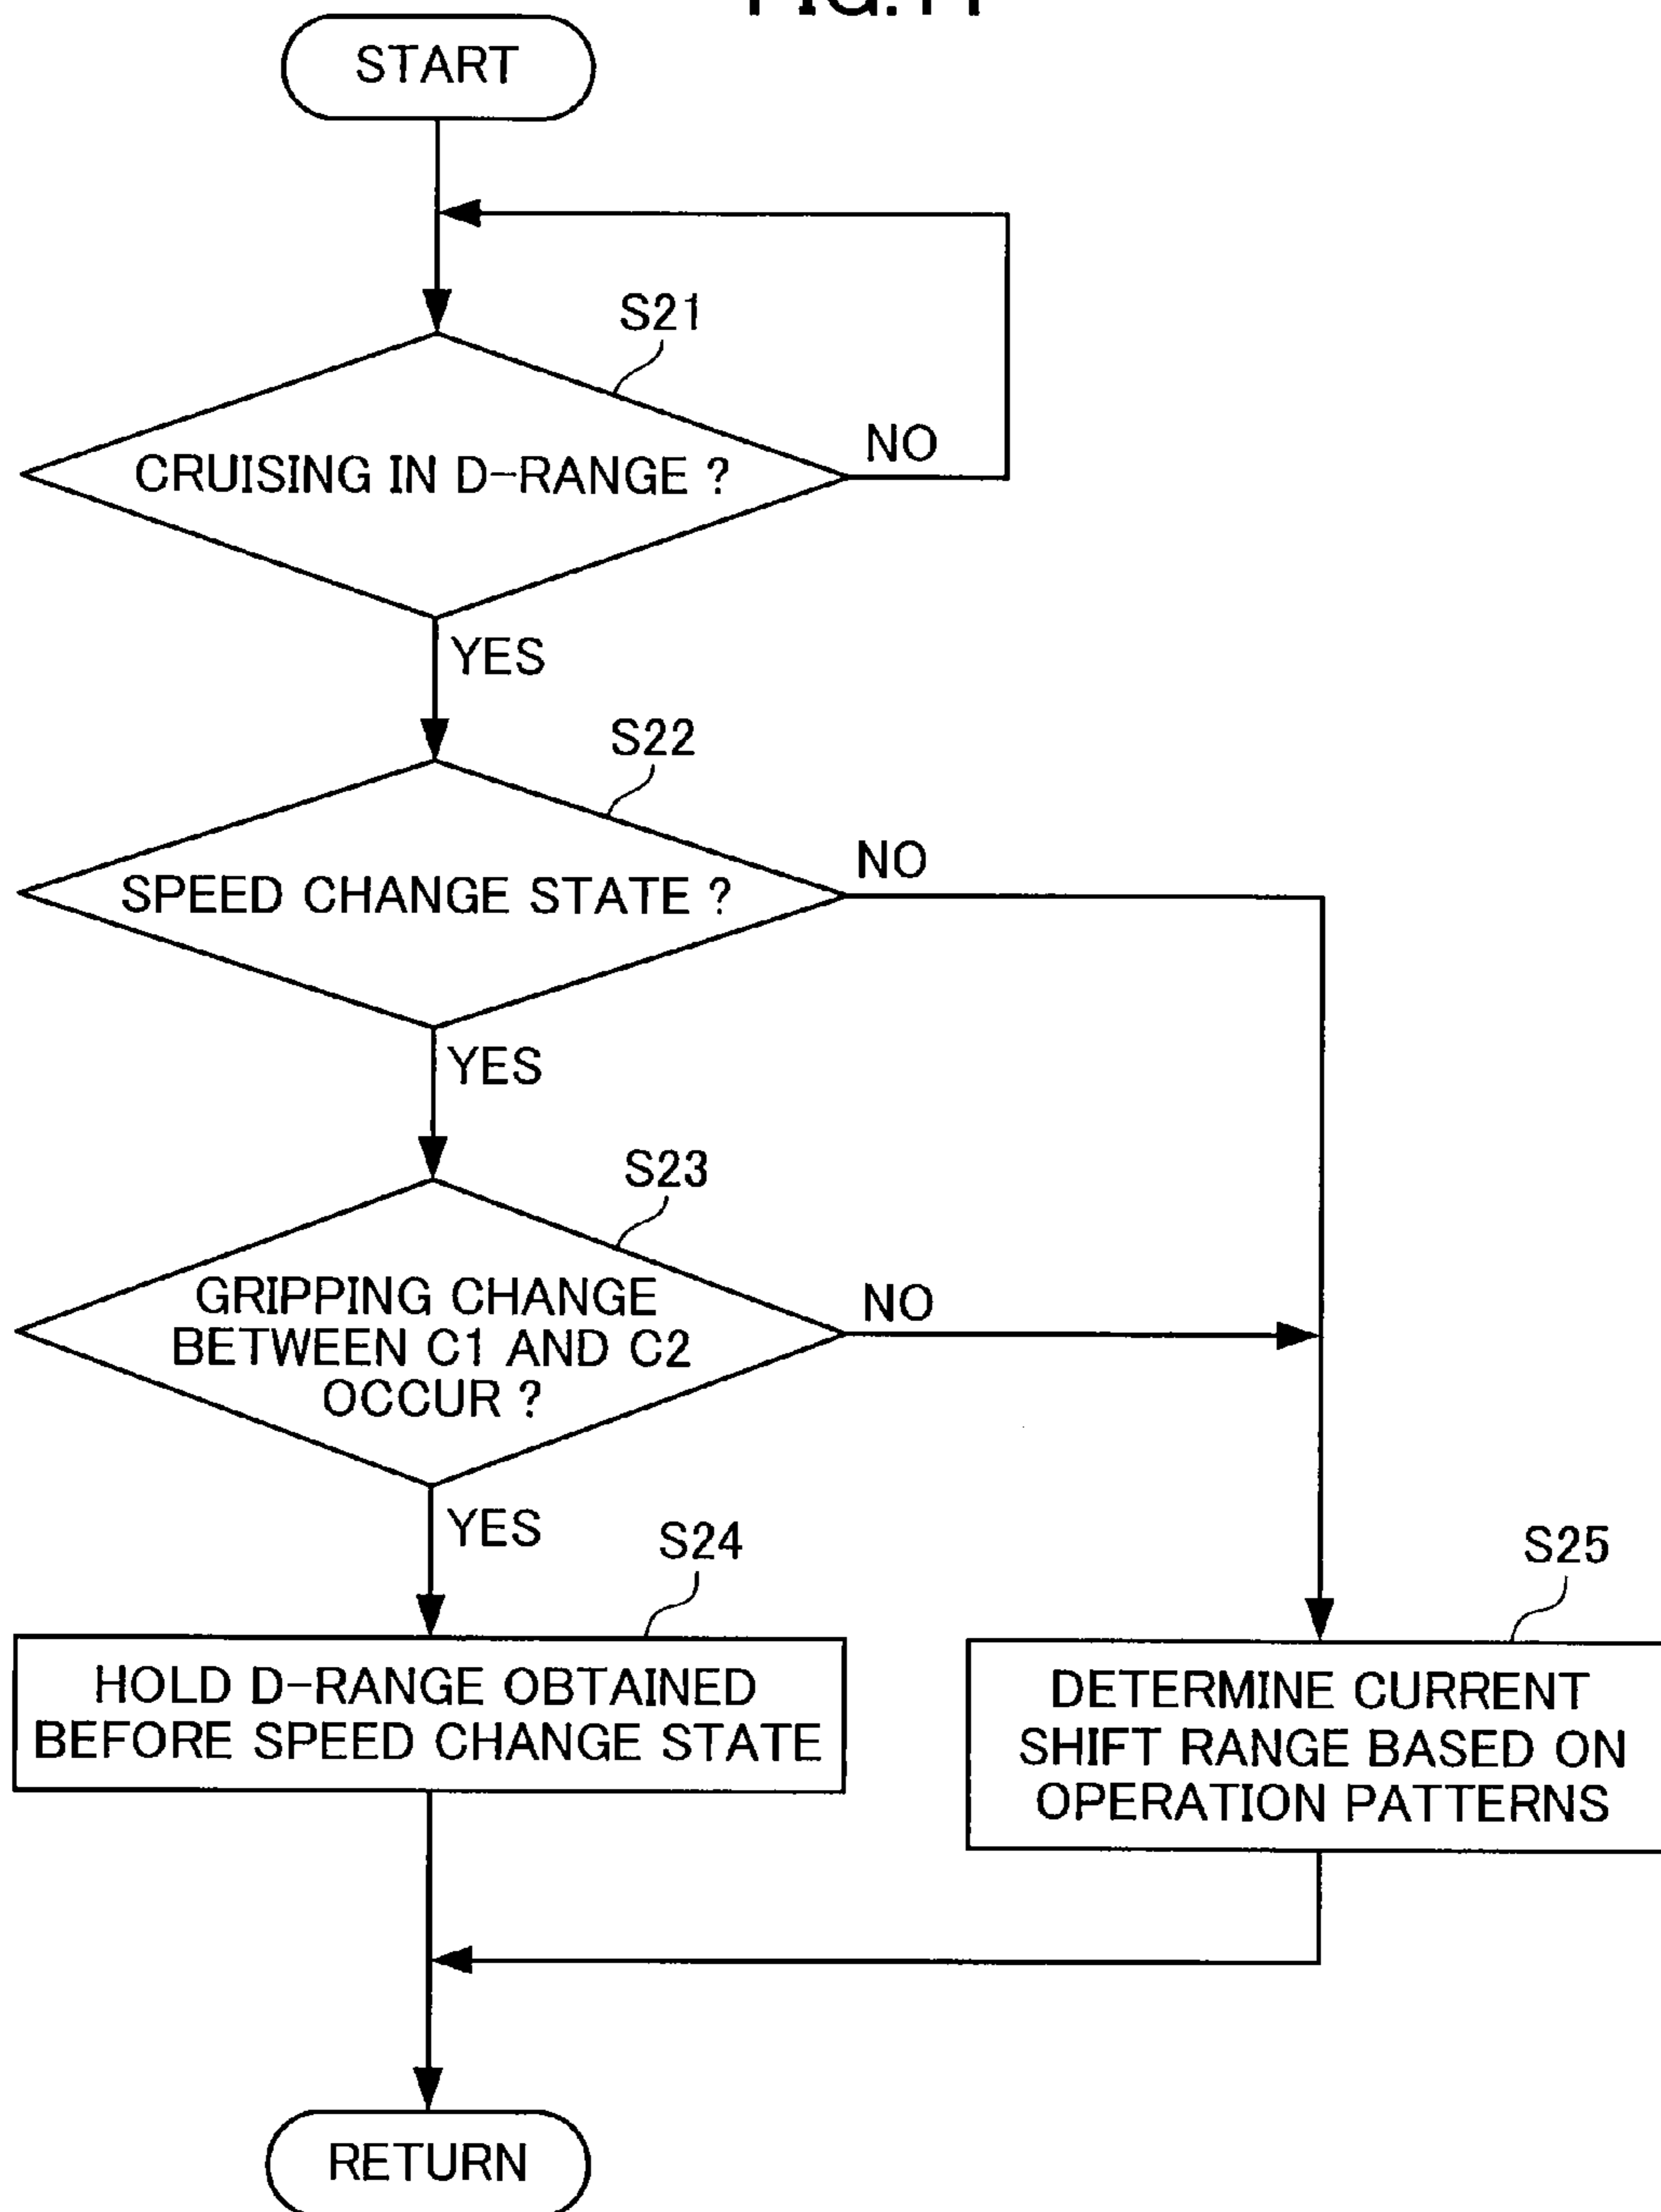 START
S21
CRUISING IN D-RANGE ?
NO
YES
S22
SPEED CHANGE STATE ?
NO
YES
S23
GRIPPING CHANGE
BETWEEN C1 AND C2
OCCUR ?
NO
YES
S24
HOLD D-RANGE OBTAINED
BEFORE SPEED CHANGE STATE
S25
DETERMINE CURRENT
SHIFT RANGE BASED ON
OPERATION PATTERNS
RETURN